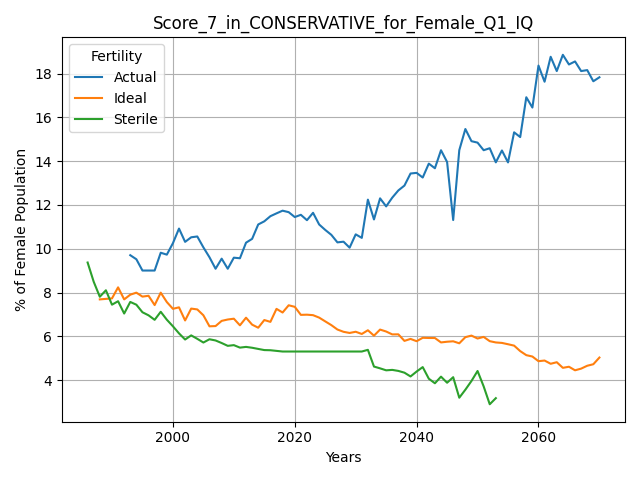 Score_7_in_CONSERVATIVE_for_Female_Q1_IQ
Fertility
Actual
Ideal
Sterile
% of Female Population
18
16
14
12
10
8
6
4
2000
2020
2040
2060
Years